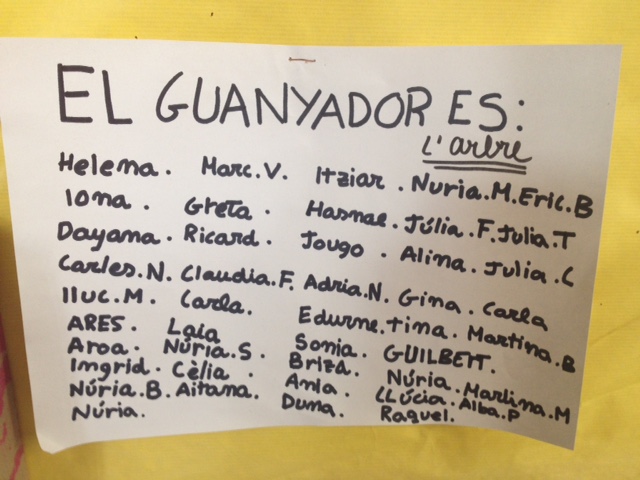 EL GUANYADOR ES:
L'arbre
Helena. Marc.V. Itziar. Nuria.M. Eric.B
Iona. Greta. Hasnae. Júlia.F. Julia.T
Dayana. Ricard. Jougo. Alina. Julia.C
Carles.N. Claudia.F. Adria.N. Gina. Carla
lluc.M. Carla. Edurne. tina. Martina.B
ARES. Laia Sonia. GUILBERT.
Aroa. Núria.S. Briza. Núria. Martina.M
Imgrid. Cèlia. Anla. LLúcia. Alba.P
Núria.B. Aitana. Duna. Raquel.
Núria.